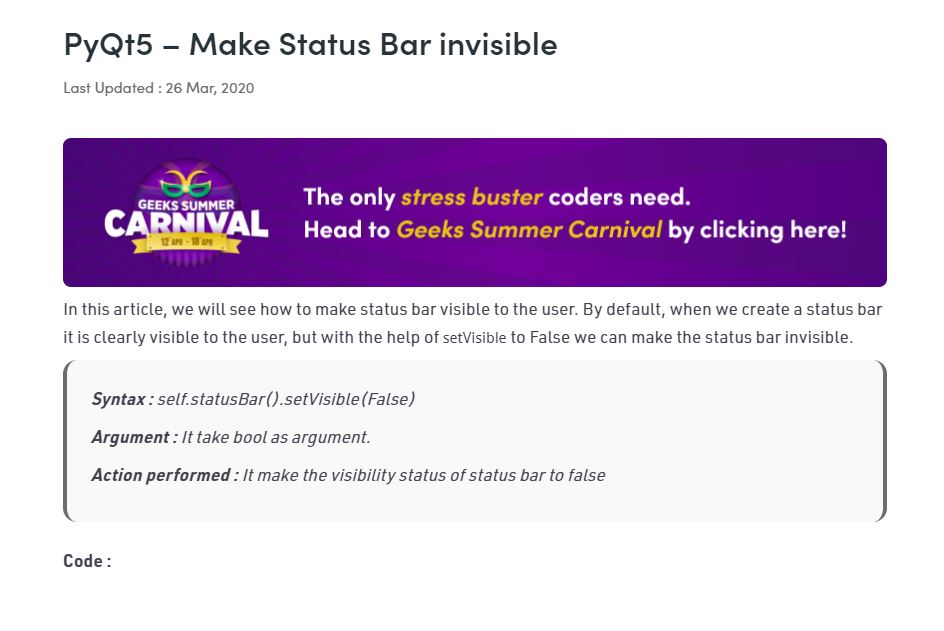 PyQt5 – Make Status Bar invisible
Last Updated : 26 Mar, 2020
GEEKS SUMMER
CARNIVAL
12 APR - 18 APR
The only stress buster coders need.
Head to Geeks Summer Carnival by clicking here!
In this article, we will see how to make status bar visible to the user. By default, when we create a status bar
it is clearly visible to the user, but with the help of setVisible to False we can make the status bar invisible.
Syntax : self.statusBar().setVisible(False)
Argument : It take bool as argument.
Action performed : It make the visibility status of status bar to false
Code :